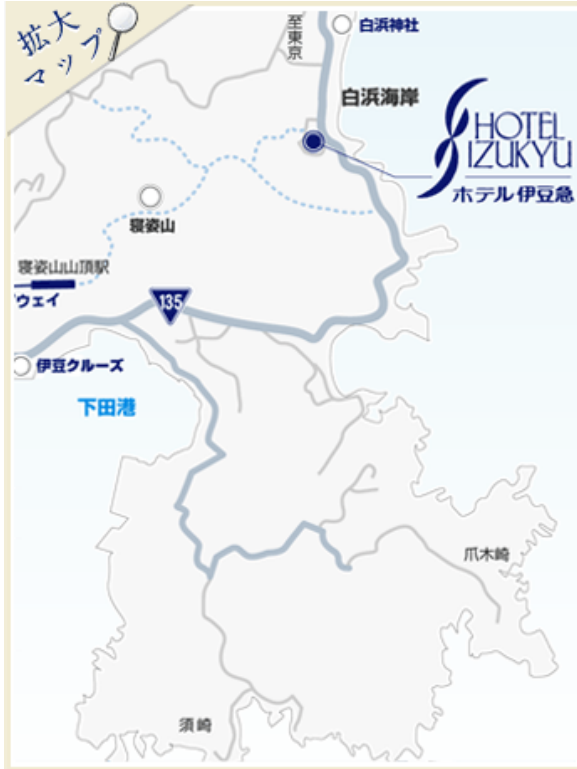 拡大
マップ
至東京
白浜神社
白浜海岸
HOTEL
IZUKYU
ホテル伊豆急
寝姿山
寝姿山山頂駅
ウェイ
135
伊豆クルーズ
下田港
爪木崎
須崎